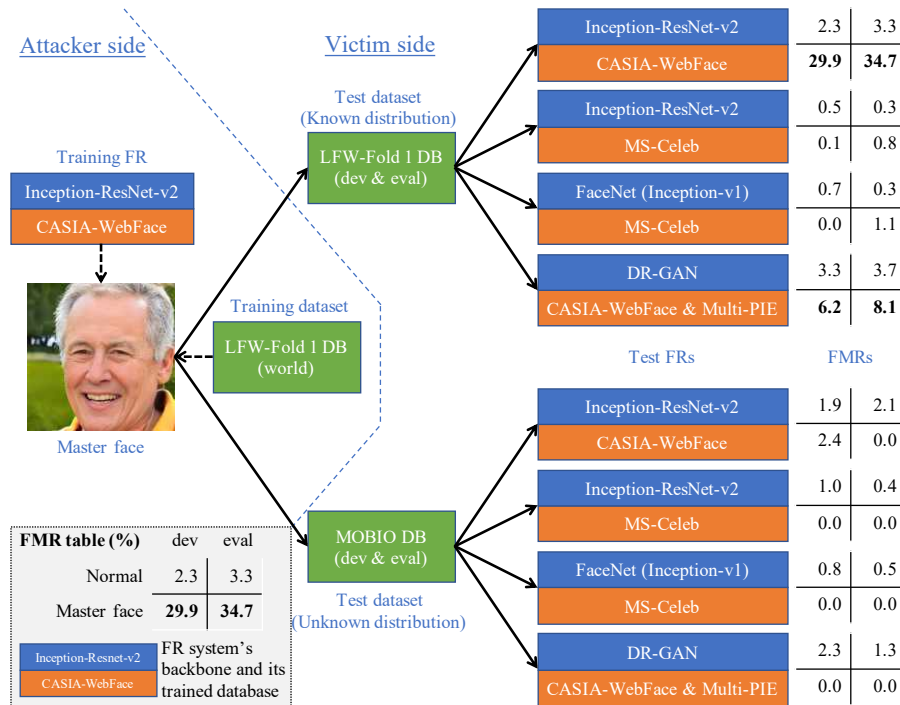 Attacker side
Victim side
Training FR
Inception-ResNet-v2
CASIA-WebFace
Master face
Training dataset
LFW-Fold 1 DB
(world)
Test dataset
(Known distribution)
LFW-Fold 1 DB
(dev & eval)
Inception-ResNet-v2
CASIA-WebFace
2.3 3.3
29.9 34.7
Inception-ResNet-v2
MS-Celeb
0.5 0.3
0.1 0.8
FaceNet (Inception-v1)
MS-Celeb
0.7 0.3
0.0 1.1
DR-GAN
CASIA-WebFace & Multi-PIE
3.3 3.7
6.2 8.1
Test FRs
FMRs
MOBIO DB
(dev & eval)
Test dataset
(Unknown distribution)
Inception-ResNet-v2
CASIA-WebFace
1.9 2.1
2.4 0.0
Inception-ResNet-v2
MS-Celeb
1.0 0.4
0.0 0.0
FaceNet (Inception-v1)
MS-Celeb
0.8 0.5
0.0 0.0
DR-GAN
CASIA-WebFace & Multi-PIE
2.3 1.3
0.0 0.0
FMR table (%) dev eval
Normal 2.3 3.3
Master face 29.9 34.7
Inception-Resnet-v2
CASIA-WebFace
FR system's
backbone and its
trained database